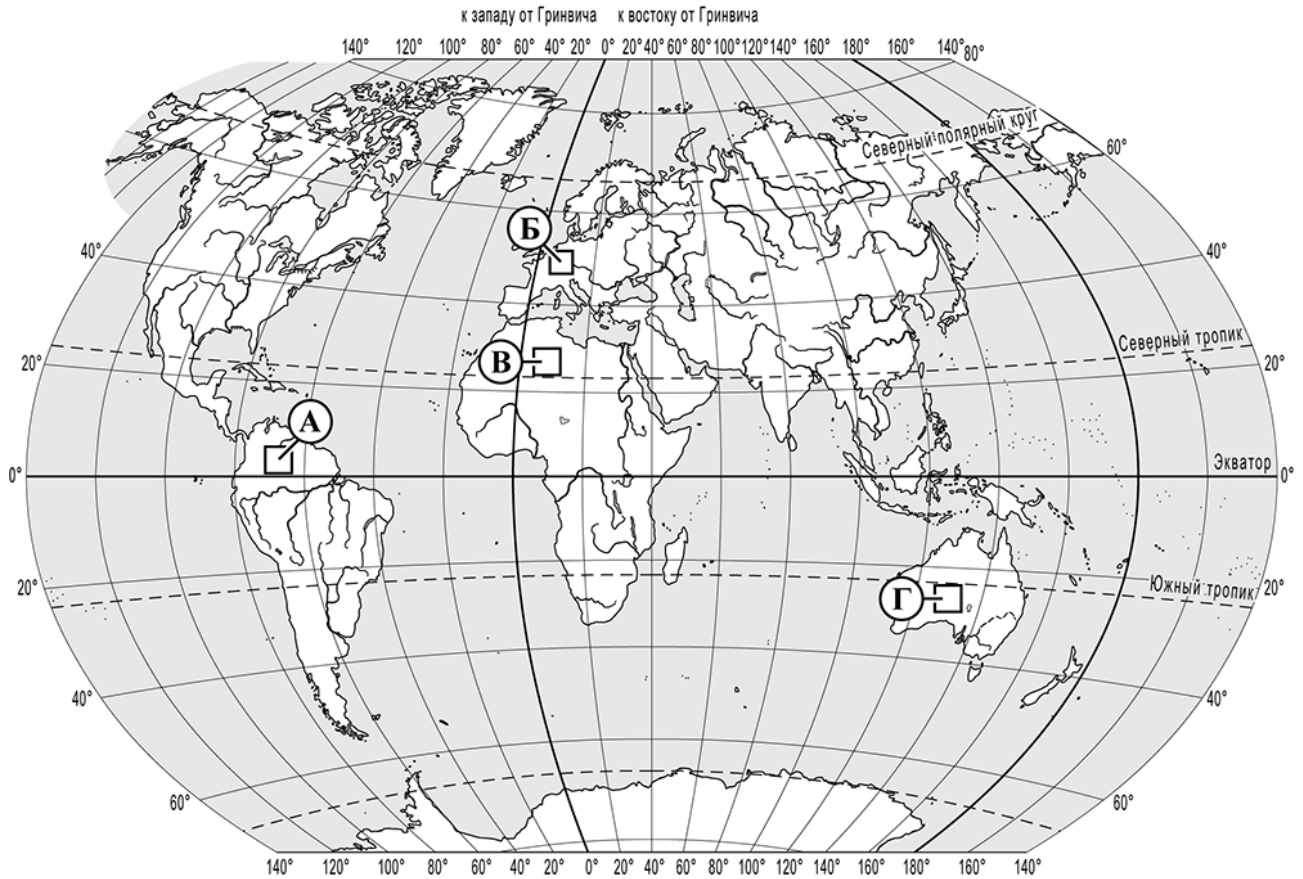 к западу от Гринвича к востоку от Гринвича
140° 120° 100° 80° 60° 40° 20° 0° 20° 40° 60° 80° 100° 120° 140° 160° 180° 160° 140° 80°
Северный полярный круг
60°
Б
40° 40°
Северный тропик
В
20° 20°
А
Экватор
0° 0°
Г
Южный тропик
20° 20°
40° 40°
60° 60°
140° 120° 100° 80° 60° 40° 20° 0° 20° 40° 60° 80° 100° 120° 140° 160° 180° 160° 140°